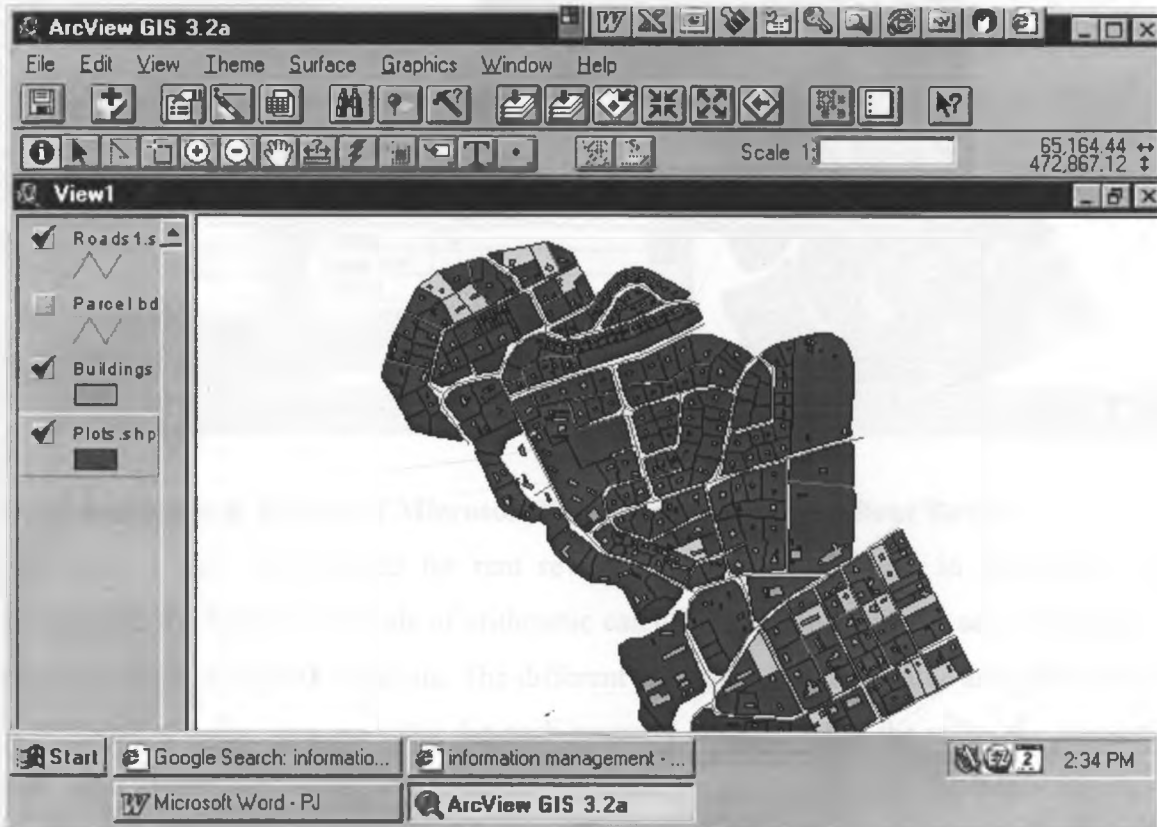 ArcView GIS 3.2a
File Edit View Theme Surface Graphics Window Help
Scale 1:
65,164.44
472,867.12
View1
Roads1.s
Parcel bd
Buildings
Plots.shp
Start
Google Search: informatio...
information management - ...
2
2:34 PM
Microsoft Word - PJ
ArcView GIS 3.2a